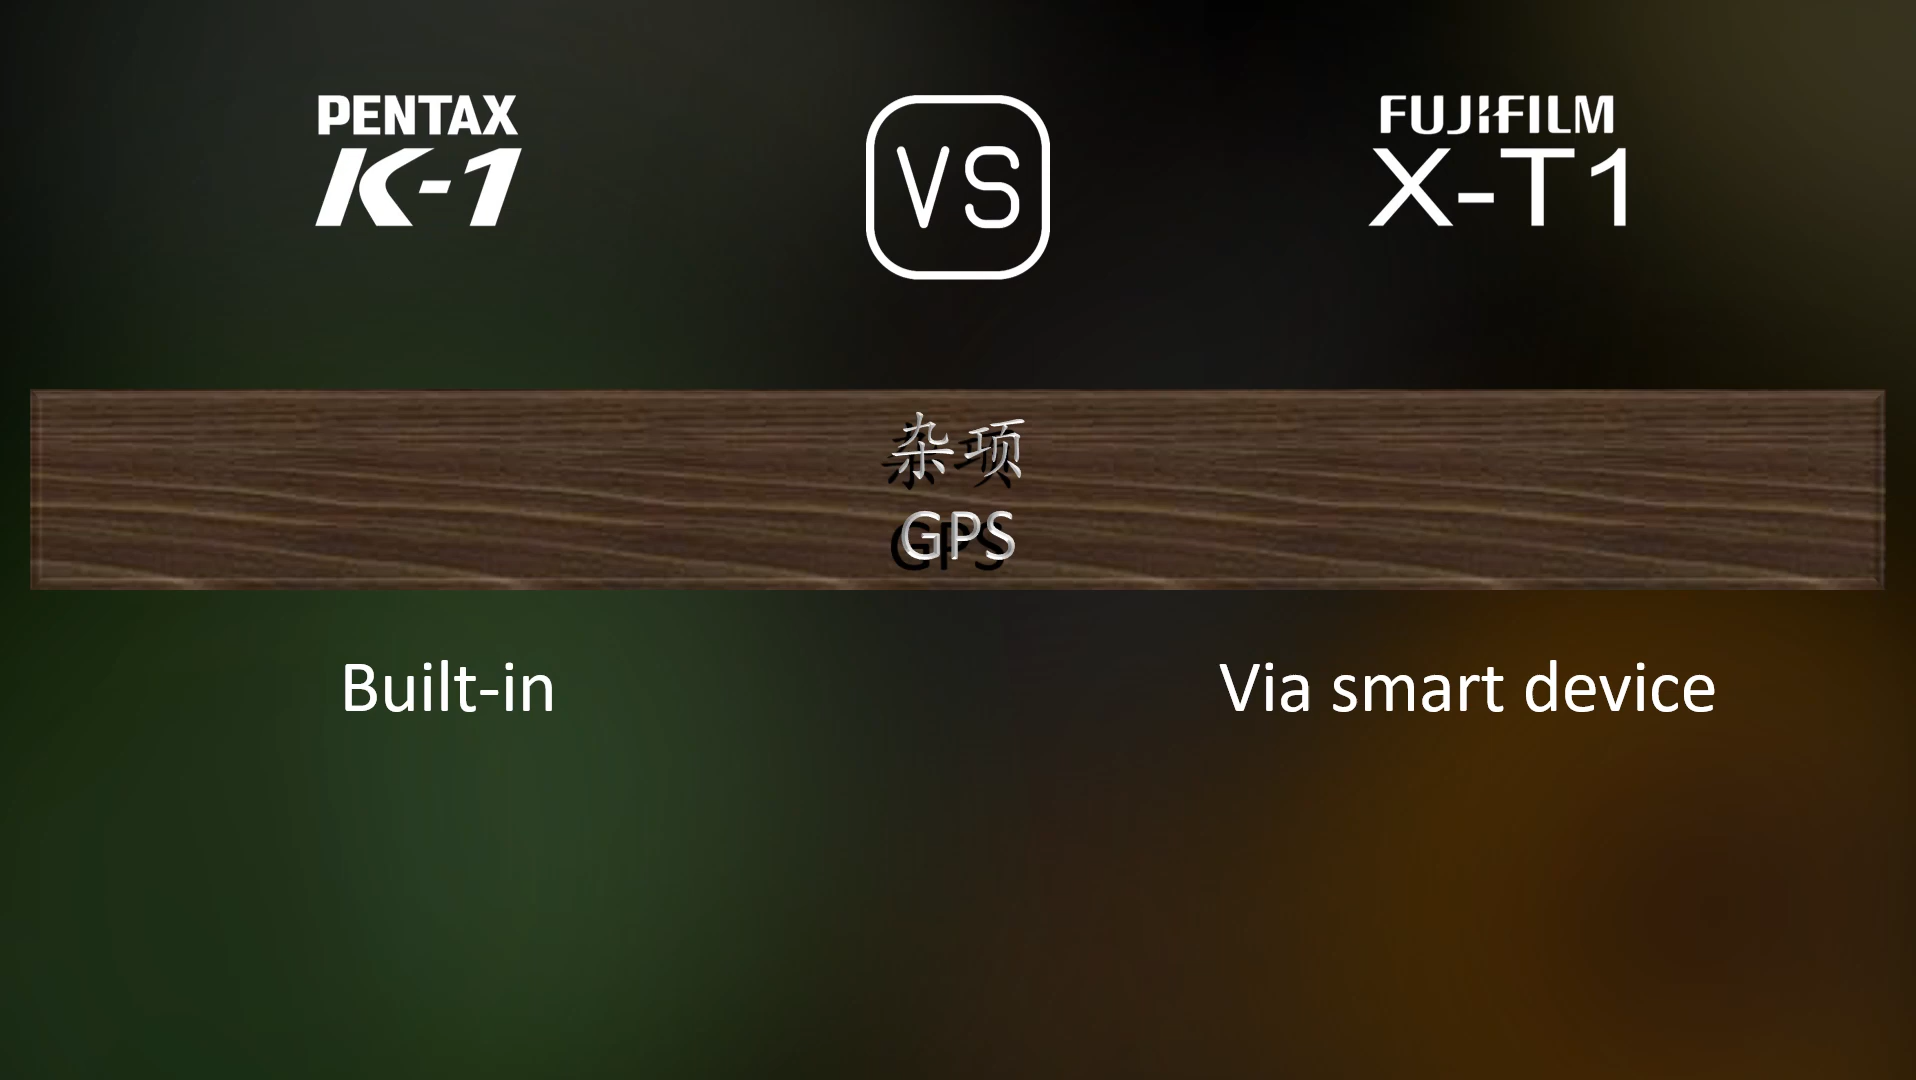 PENTAX
K-1
VS
FUJIFILM
X-T1
杂项
GPS
Built-in
Via smart device